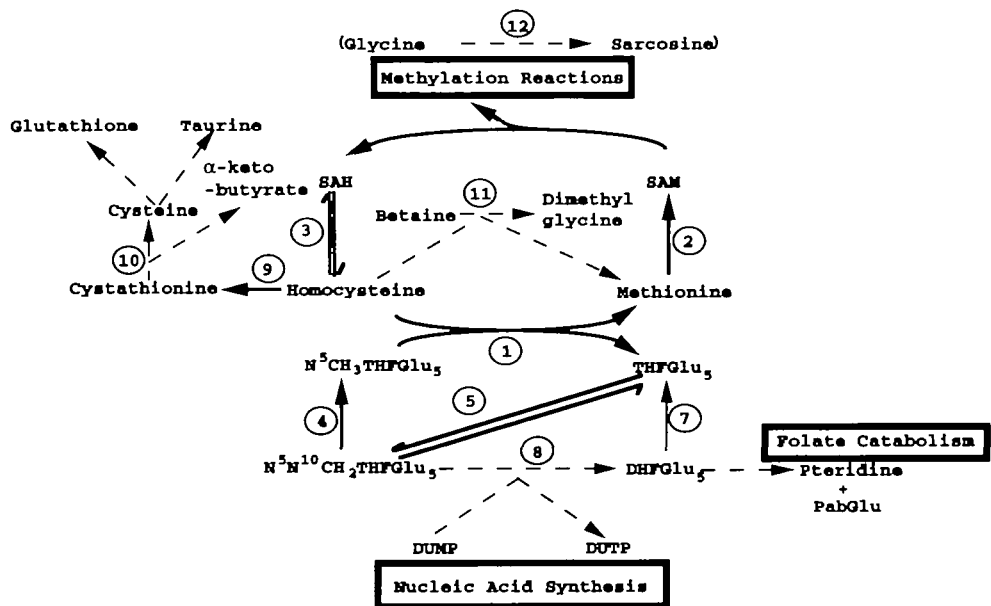 12
(Glycine Sarcosine)
Methylation Reactions
Glutathione Taurine
α-keto
-butyrate
SAH SAM
11
Cysteine
Betaine Dimethyl
glycine
3 2
10 9
Cystathionine Homocysteine Methionine
1
N⁵CH₃THFGlu₅ THFGlu₅
5
4 7
8
Folate Catabolism
N⁵N¹⁰CH₂THFGlu₅ DHFGlu₅ Pteridine
+
PabGlu
DUMP DUTP
Nucleic Acid Synthesis